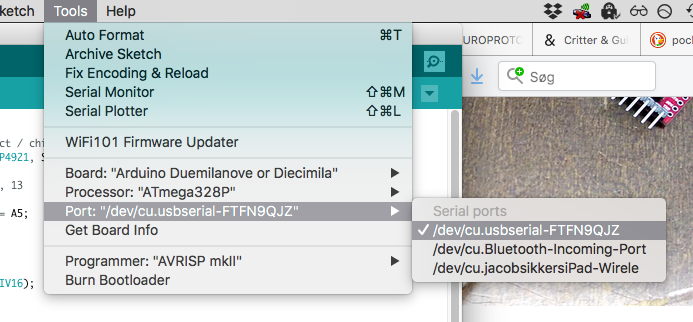 ketch Tools Help
Auto Format ⌘T
Archive Sketch
Fix Encoding & Reload
Serial Monitor ⇧⌘M
Serial Plotter ⇧⌘L
WiFi101 Firmware Updater
Board: "Arduino Duemilanove or Diecimila"
Processor: "ATmega328P"
Port: "/dev/cu.usbserial-FTFN9QJZ"
Get Board Info
Programmer: "AVRISP mkII"
Burn Bootloader
Serial ports
✓ /dev/cu.usbserial-FTFN9QJZ
/dev/cu.Bluetooth-Incoming-Port
/dev/cu.jacobsikkersiPad-Wirele
UROPROTO
& Critter & Gui
pock
Søg
ct / chi
P4921, S
, 13
= A5;
IV16);